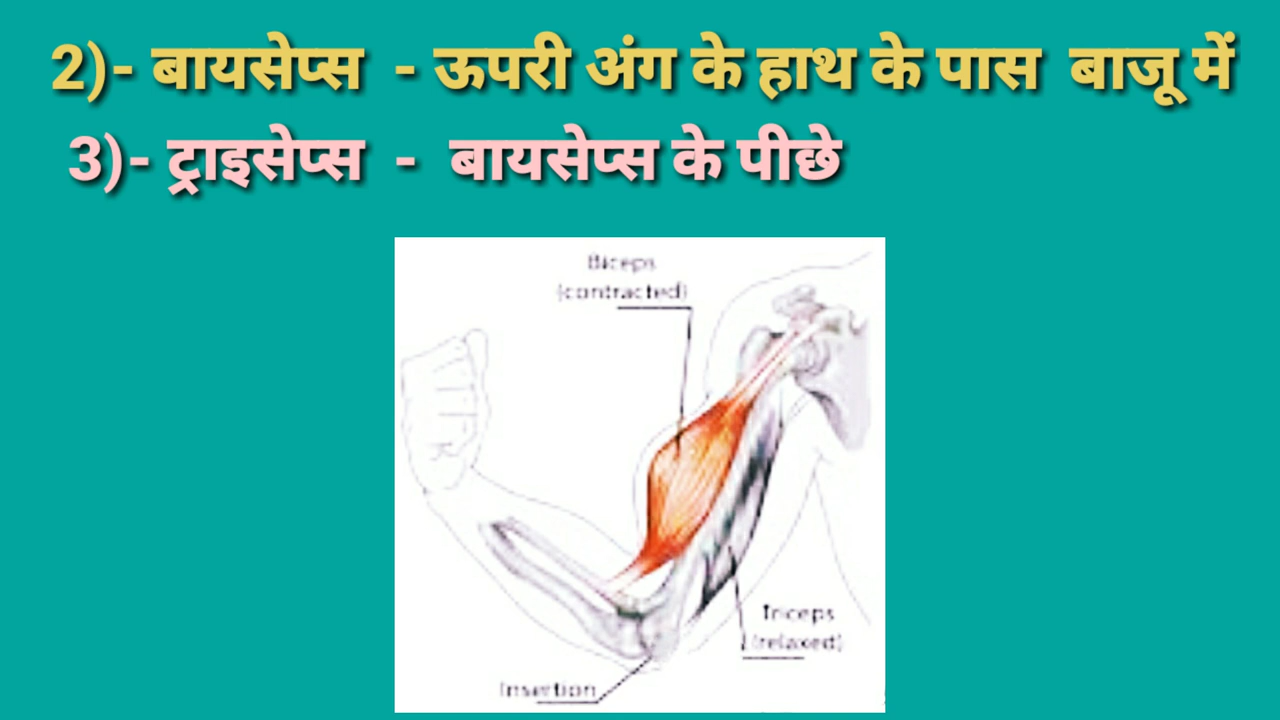 2)- बायसेप्स - ऊपरी अंग के हाथ के पास बाजू में
3)- ट्राइसेप्स - बायसेप्स के पीछे
Biceps
(contracted)
Triceps
(relaxed)
Insertion